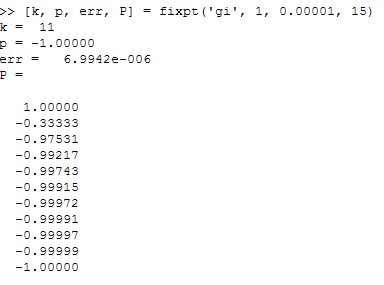 >> [k, p, err, P] = fixpt('gi', 1, 0.00001, 15)
k =  11
p = -1.00000
err =   6.9942e-006
P =
   1.00000
  -0.33333
  -0.97531
  -0.99217
  -0.99743
  -0.99915
  -0.99972
  -0.99991
  -0.99997
  -0.99999
  -1.00000